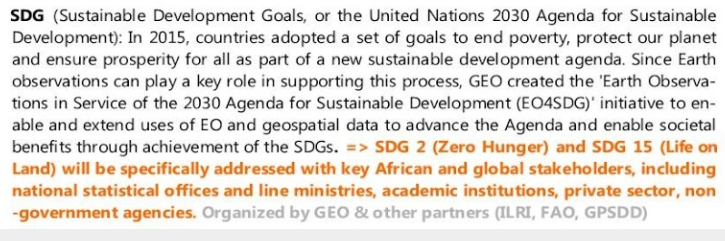 SDG (Sustainable Development Goals, or the United Nations 2030 Agenda for Sustainable
Development): In 2015, countries adopted a set of goals to end poverty, protect our planet
and ensure prosperity for all as part of a new sustainable development agenda. Since Earth
observations can play a key role in supporting this process, GEO created the 'Earth Observa-
tions in Service of the 2030 Agenda for Sustainable Development (EO4SDG)' initiative to en-
able and extend uses of EO and geospatial data to advance the Agenda and enable societal
benefits through achievement of the SDGs. => SDG 2 (Zero Hunger) and SDG 15 (Life on
Land) will be specifically addressed with key African and global stakeholders, including
national statistical offices and line ministries, academic institutions, private sector, non
-government agencies. Organized by GEO & other partners (ILRI, FAO, GPSDD)